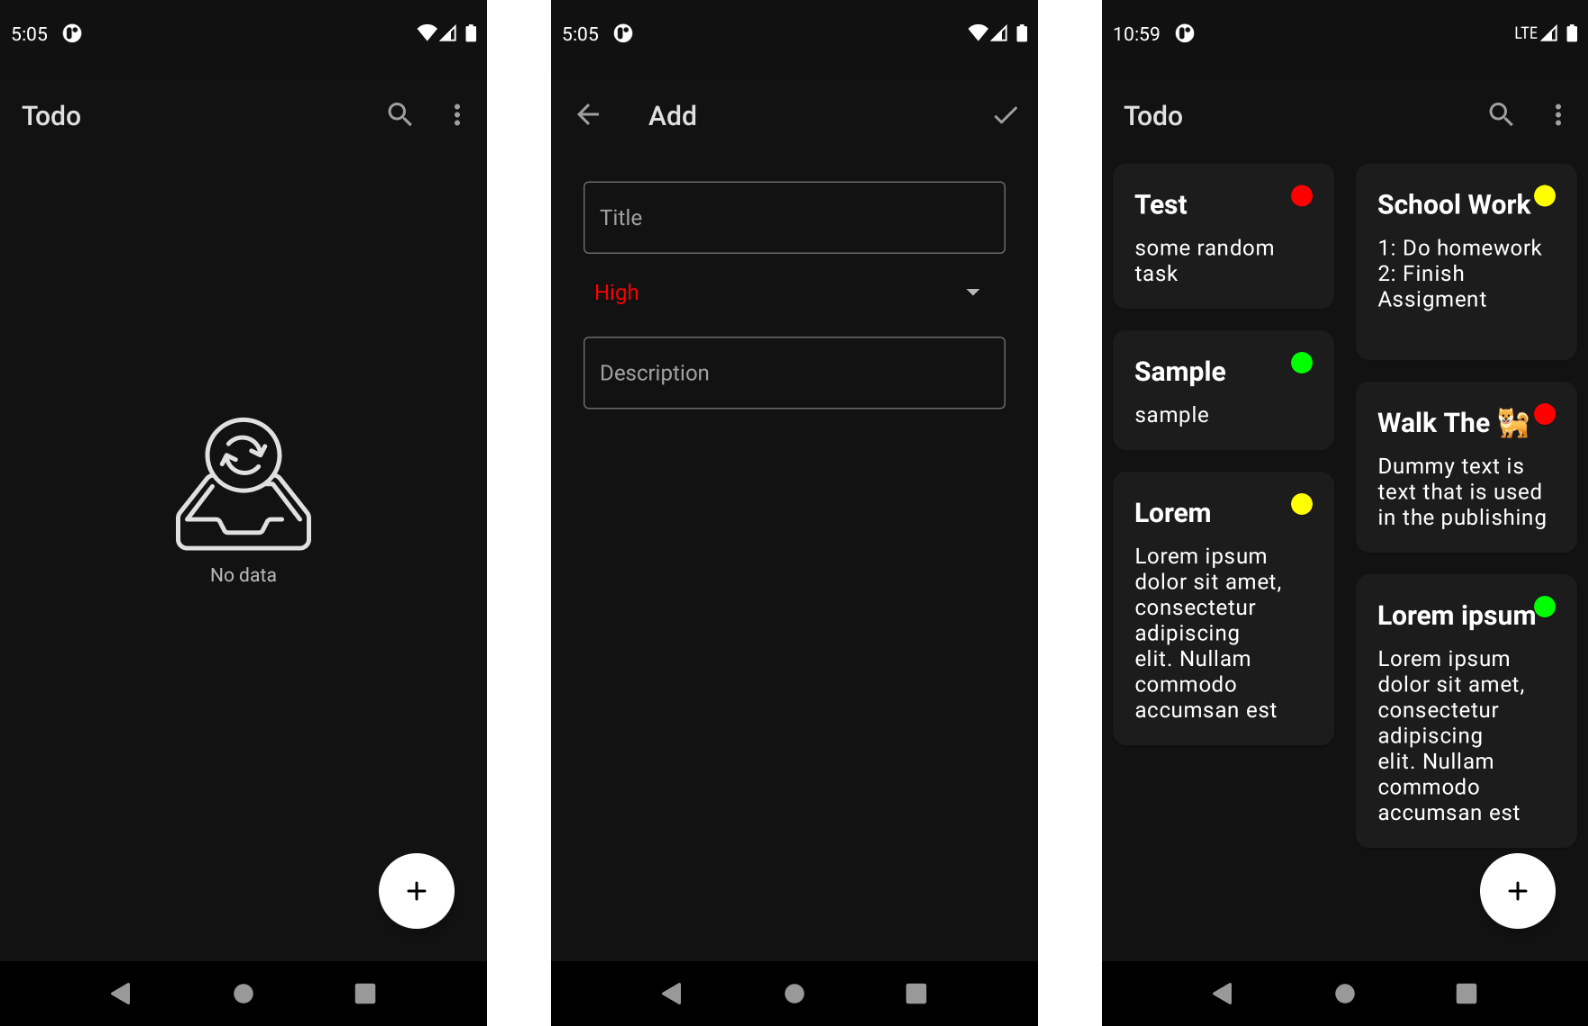 5:05
Todo
No data
5:05
Add
Title
High
Description
10:59
LTE
Todo
Test
some random
task
Sample
sample
Lorem
Lorem ipsum
dolor sit amet,
consectetur
adipiscing
elit. Nullam
commodo
accumsan est
School Work
1: Do homework
2: Finish
Assigment
Walk The 🐕
Dummy text is
text that is used
in the publishing
Lorem ipsum
Lorem ipsum
dolor sit amet,
consectetur
adipiscing
elit. Nullam
commodo
accumsan est